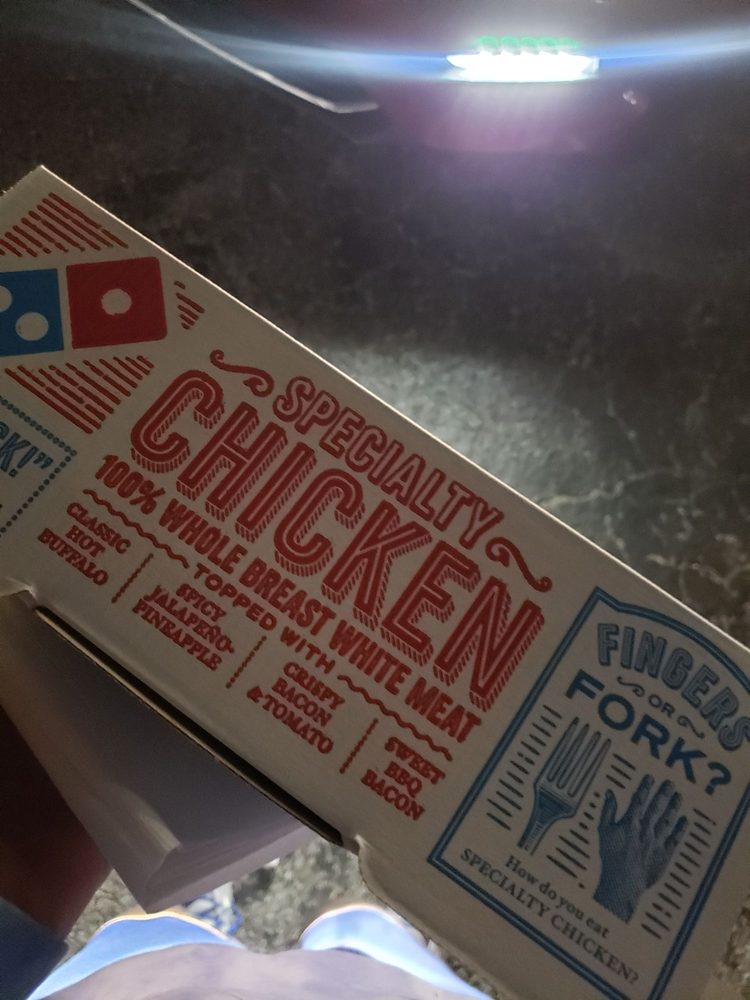 CK!"
SPECIALTY
CHICKEN
100% WHOLE BREAST WHITE MEAT
TOPPED WITH
CLASSIC
HOT
BUFFALO
SPICY
JALAPEÑO-
PINEAPPLE
CRISPY
BACON
& TOMATO
SWEET
BBQ
BACON
FINGERS
OR
FORK?
How do you eat
SPECIALTY CHICKEN?